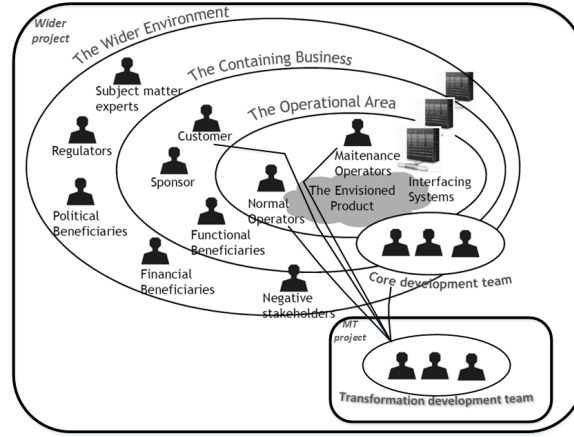 Wider
project
The Wider Environment
The Containing Business
Subject matter
experts
The Operational Area
Customer
Regulators
Maitenance
Operators
Sponsor
The Envisioned
Product
Interfacing
Systems
Normal
Operators
Political
Beneficiaries
Functional
Beneficiaries
Financial
Beneficiaries
Core development team
Negative
stakeholders
MT
project
Transformation development team